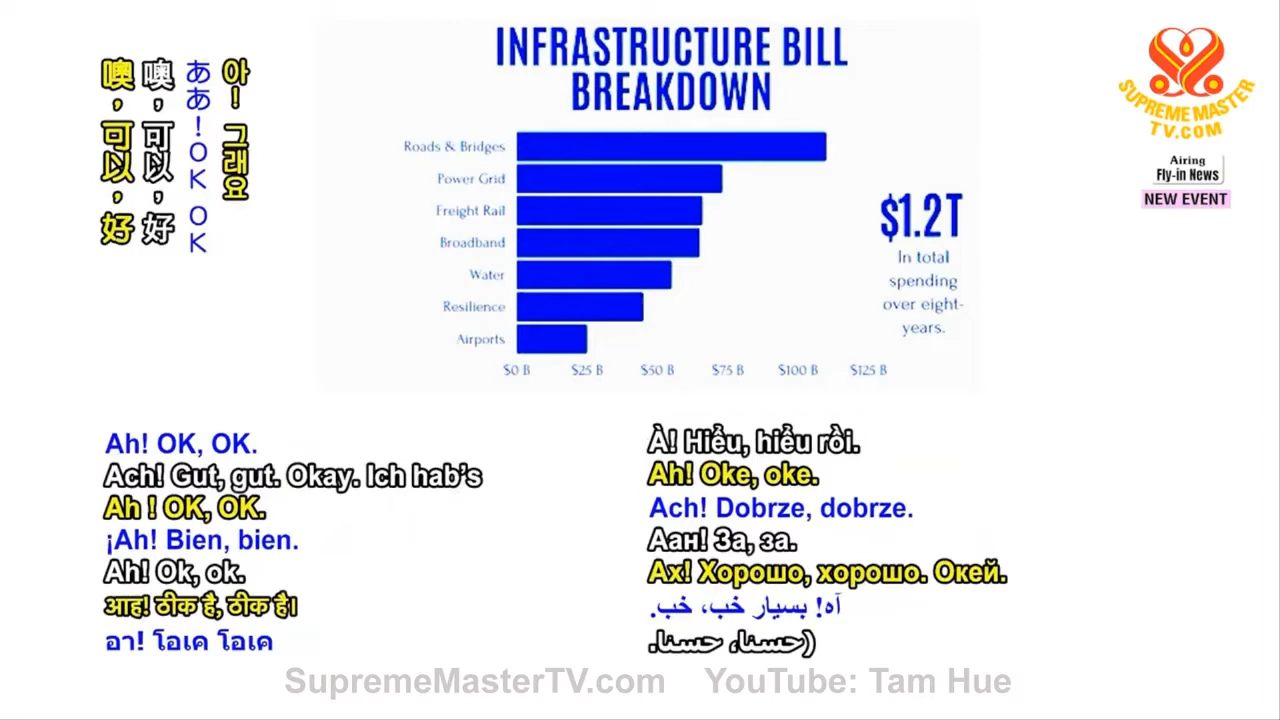 INFRASTRUCTURE BILL
BREAKDOWN
Roads & Bridges
Power Grid
Freight Rail
Broadband
Water
Resilience
Airports
$0 B
$25 B
$50 B
$75 B
$100 B
$125 B
$1.2T
In total
spending
over eight-
years.
SUPREME MASTER
TV.COM
Airing
Fly-in News
NEW EVENT
噢，可以，好
噢，可以，好
ああ！OK OK
아! 그래요
Ah! OK, OK.
Ach! Gut, gut. Okay. Ich hab’s
Ah ! OK, OK.
¡Ah! Bien, bien.
Ah! Ok, ok.
आह! ठीक है, ठीक है।
อา! โอเค โอเค
À! Hiểu, hiểu rồi.
Ah! Oke, oke.
Ach! Dobrze, dobrze.
Аан! За, за.
Ах! Хорошо, хорошо. Окей.
آه! بسیار خب، خب.
(حسنا، حسنا.
SupremeMasterTV.com YouTube: Tam Hue